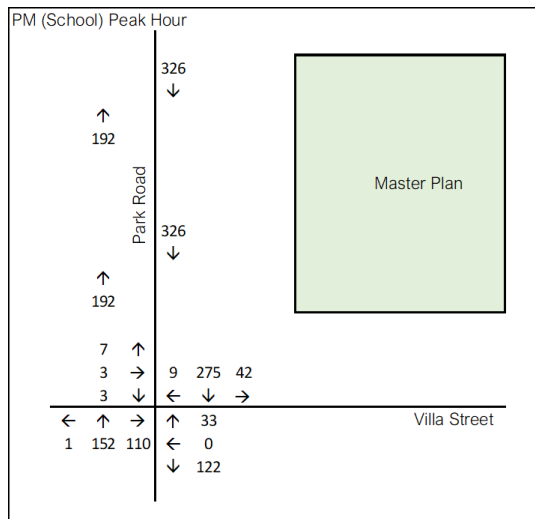 PM (School) Peak Hour
326
↓
↑
192
Master Plan
Park Road
326
↓
↑
192
7 ↑
3 → 9 275 42
3 ↓ ← ↓ →
← ↑ → ↑ 33 Villa Street
1 152 110 ← 0
↓ 122